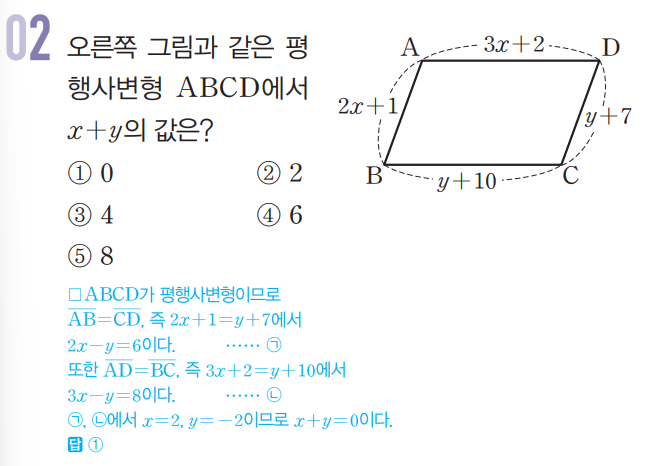 02
오른쪽 그림과 같은 평
행사변형 ABCD에서
x+y의 값은?
① 0 ② 2
③ 4 ④ 6
⑤ 8
A 3x+2 D
2x+1
y+7
B y+10 C
□ABCD가 평행사변형이므로
A̅B̅=C̅D̅, 즉 2x+1=y+7에서
2x-y=6이다. …… ㉠
또한 A̅D̅=B̅C̅, 즉 3x+2=y+10에서
3x-y=8이다. …… ㉡
㉠, ㉡에서 x=2, y=-2이므로 x+y=0이다.
답 ①